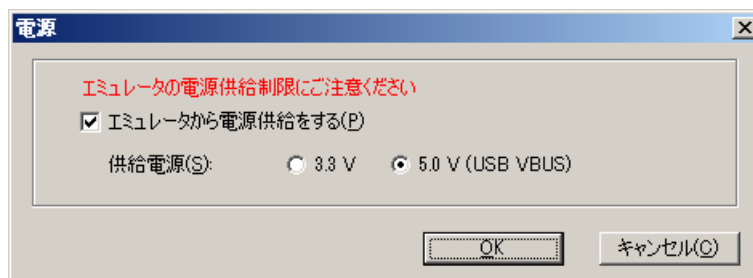 電源
エミュレータの電源供給制限にご注意ください
エミュレータから電源供給をする(P)
供給電源(S): 3.3 V 5.0 V (USB VBUS)
OK キャンセル(C)